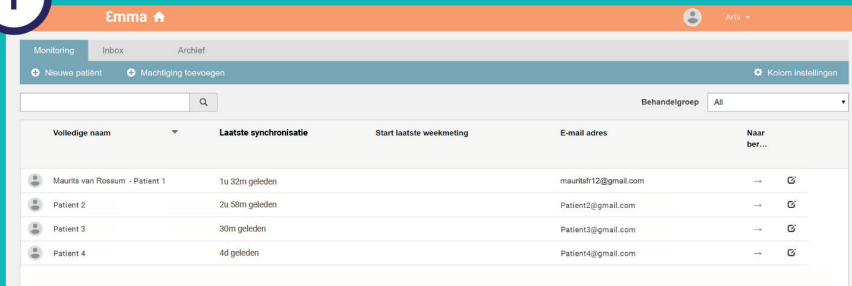 Emma
Arts
Monitoring Inbox Archief
Nieuwe patiënt Machtiging toevoegen Kolom instellingen
Behandelgroep All
Volledige naam Laatste synchronisatie Start laatste weekmeting E-mail adres Naar
ber...
Maurits van Rossum - Patient 1 1u 32m geleden mauritsfr12@gmail.com
Patient 2 2u 58m geleden Patient2@gmail.com
Patient 3 30m geleden Patient3@gmail.com
Patient 4 4d geleden Patient4@gmail.com